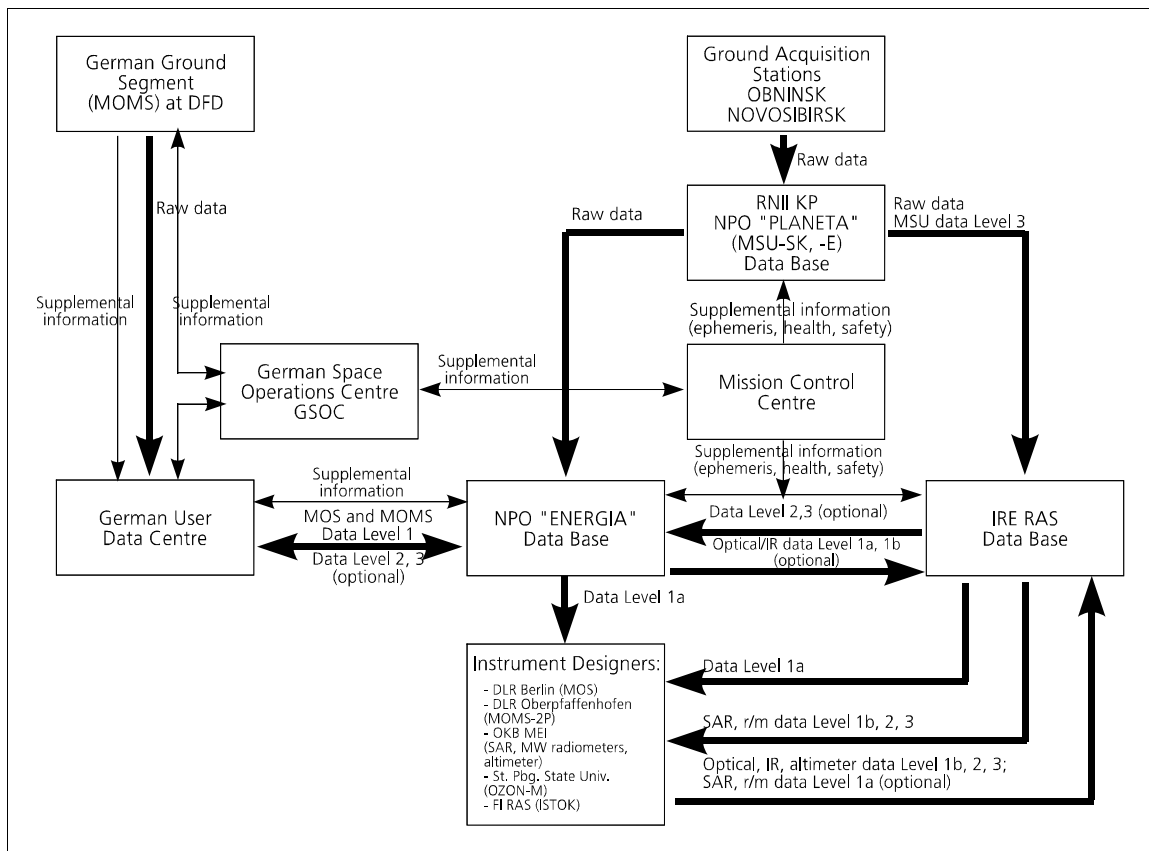 German Ground
Segment
(MOMS) at DFD
Ground Acquisition
Stations
OBNINSK
NOVOSIBIRSK
Raw data
Raw data
RNII KP
NPO "PLANETA"
(MSU-SK, -E)
Data Base
Raw data
Raw data
MSU data Level 3
Supplemental
information
Supplemental
information
Supplemental information
(ephemeris, health, safety)
German Space
Operations Centre
GSOC
Supplemental
information
Mission Control
Centre
Supplemental information
(ephemeris, health, safety)
German User
Data Centre
Supplemental
information
MOS and MOMS
Data Level 1
Data Level 2, 3
(optional)
NPO "ENERGIA"
Data Base
Data Level 2,3 (optional)
Optical/IR data Level 1a, 1b
(optional)
IRE RAS
Data Base
Data Level 1a
Instrument Designers:
- DLR Berlin (MOS)
- DLR Oberpfaffenhofen
(MOMS-2P)
- OKB MEI
(SAR, MW radiometers,
altimeter)
- St. Pbg. State Univ.
(OZON-M)
- FI RAS (ISTOK)
Data Level 1a
SAR, r/m data Level 1b, 2, 3
Optical, IR, altimeter data Level 1b, 2, 3;
SAR, r/m data Level 1a (optional)